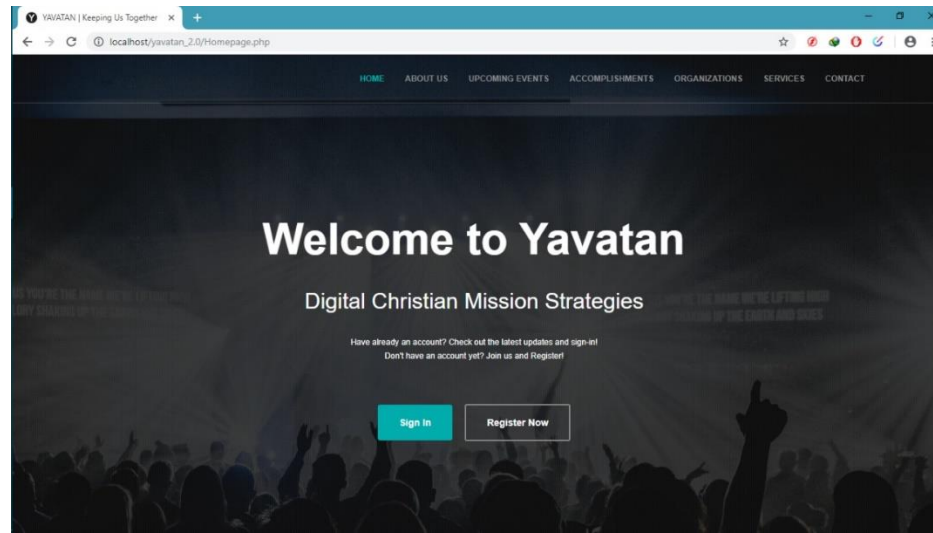 YAVATAN | Keeping Us Together
localhost/yavatan_2.0/Homepage.php
HOME ABOUT US UPCOMING EVENTS ACCOMPLISHMENTS ORGANIZATIONS SERVICES CONTACT
Welcome to Yavatan
Digital Christian Mission Strategies
Have already an account? Check out the latest updates and sign-in!
Don't have an account yet? Join us and Register!
Sign In Register Now